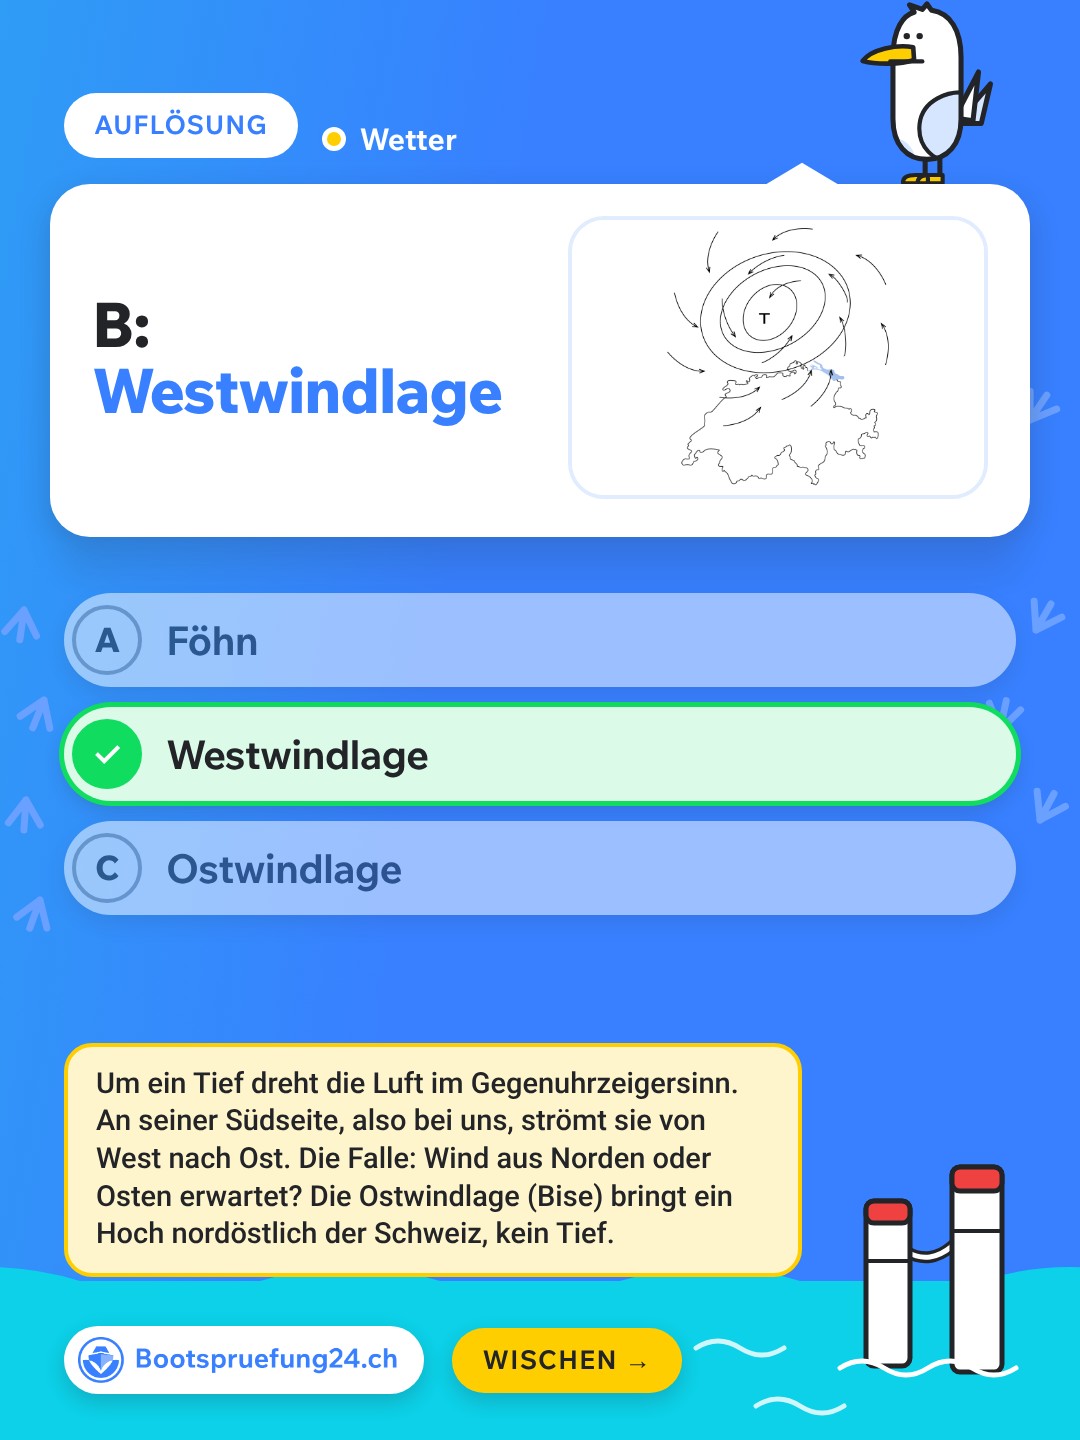 AUFLÖSUNG
Wetter
B:
Westwindlage
T
A Föhn
Westwindlage
C Ostwindlage
Um ein Tief dreht die Luft im Gegenuhrzeigersinn.
An seiner Südseite, also bei uns, strömt sie von
West nach Ost. Die Falle: Wind aus Norden oder
Osten erwartet? Die Ostwindlage (Bise) bringt ein
Hoch nordöstlich der Schweiz, kein Tief.
Bootspruefung24.ch
WISCHEN →